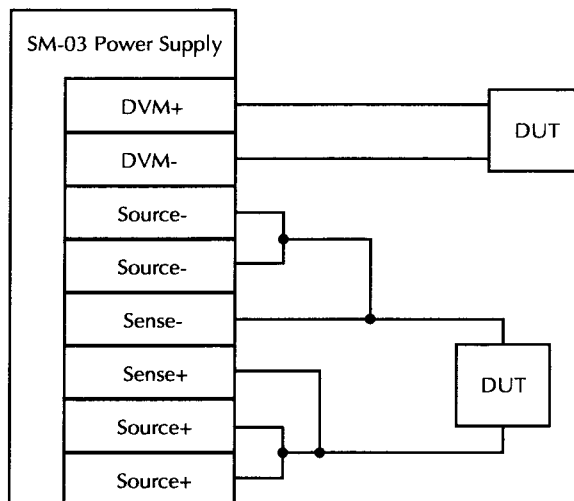 SM-03 Power Supply
DVM+
DUT
DVM-
Source-
Source-
Sense-
Sense+
DUT
Source+
Source+